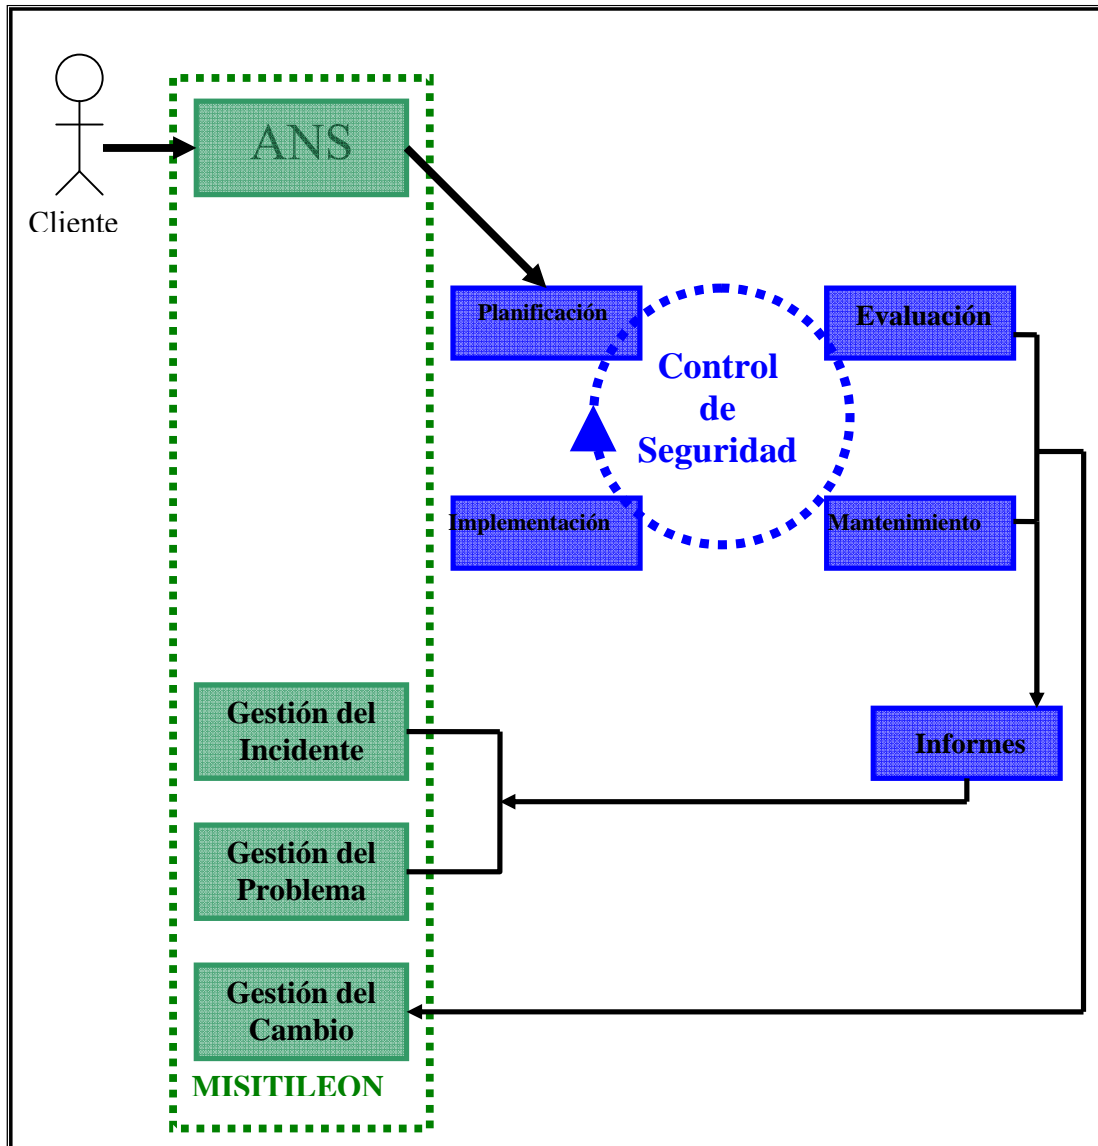 ANS
Cliente
Planificación
Evaluación
Control
de
Seguridad
Implementación
Mantenimiento
Gestión del
Incidente
Informes
Gestión del
Problema
Gestión del
Cambio
MISITILEON